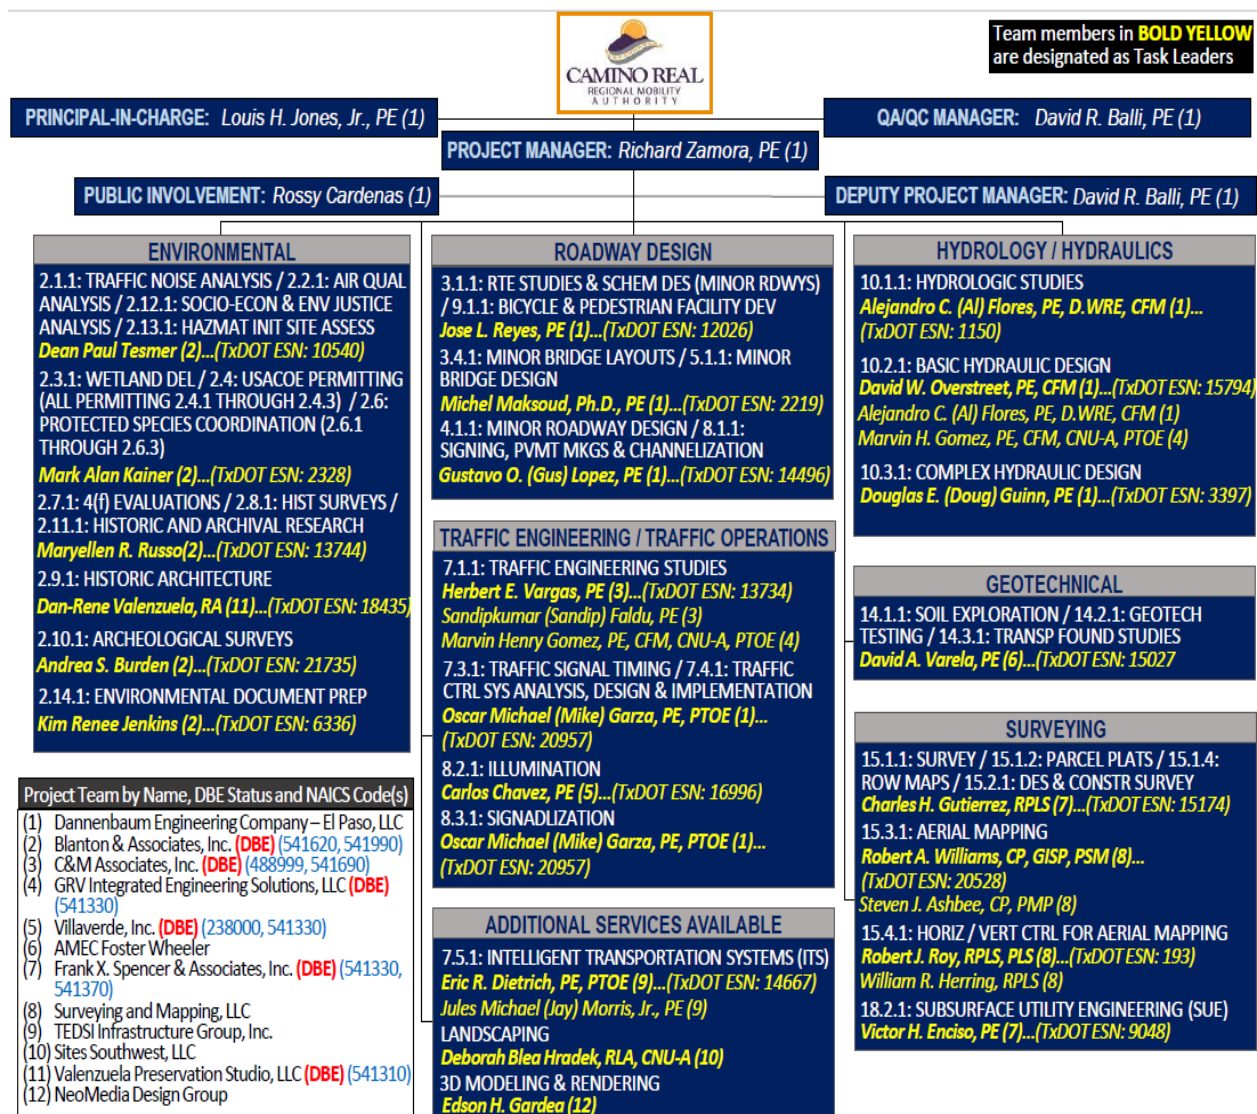 CAMINO REAL
REGIONAL MOBILITY
AUTHORITY
Team members in BOLD YELLOW
are designated as Task Leaders
PRINCIPAL-IN-CHARGE: Louis H. Jones, Jr., PE (1)
QA/QC MANAGER: David R. Balli, PE (1)
PROJECT MANAGER: Richard Zamora, PE (1)
PUBLIC INVOLVEMENT: Rossy Cardenas (1)
DEPUTY PROJECT MANAGER: David R. Balli, PE (1)
ENVIRONMENTAL
2.1.1: TRAFFIC NOISE ANALYSIS / 2.2.1: AIR QUAL
ANALYSIS / 2.12.1: SOCIO-ECON & ENV JUSTICE
ANALYSIS / 2.13.1: HAZMAT INIT SITE ASSESS
Dean Paul Tesmer (2)...(TxDOT ESN: 10540)
2.3.1: WETLAND DEL / 2.4: USACOE PERMITTING
(ALL PERMITTING 2.4.1 THROUGH 2.4.3) / 2.6:
PROTECTED SPECIES COORDINATION (2.6.1
THROUGH 2.6.3)
Mark Alan Kainer (2)...(TxDOT ESN: 2328)
2.7.1: 4(f) EVALUATIONS / 2.8.1: HIST SURVEYS /
2.11.1: HISTORIC AND ARCHIVAL RESEARCH
Maryellen R. Russo(2)...(TxDOT ESN: 13744)
2.9.1: HISTORIC ARCHITECTURE
Dan-Rene Valenzuela, RA (11)...(TxDOT ESN: 18435)
2.10.1: ARCHEOLOGICAL SURVEYS
Andrea S. Burden (2)...(TxDOT ESN: 21735)
2.14.1: ENVIRONMENTAL DOCUMENT PREP
Kim Renee Jenkins (2)...(TxDOT ESN: 6336)
Project Team by Name, DBE Status and NAICS Code(s)
(1) Dannenbaum Engineering Company – El Paso, LLC
(2) Blanton & Associates, Inc. (DBE) (541620, 541990)
(3) C&M Associates, Inc. (DBE) (488999, 541690)
(4) GRV Integrated Engineering Solutions, LLC (DBE)
(541330)
(5) Villaverde, Inc. (DBE) (238000, 541330)
(6) AMEC Foster Wheeler
(7) Frank X. Spencer & Associates, Inc. (DBE) (541330,
541370)
(8) Surveying and Mapping, LLC
(9) TEDSI Infrastructure Group, Inc.
(10) Sites Southwest, LLC
(11) Valenzuela Preservation Studio, LLC (DBE) (541310)
(12) NeoMedia Design Group
ROADWAY DESIGN
3.1.1: RTE STUDIES & SCHEM DES (MINOR RDWYS)
/ 9.1.1: BICYCLE & PEDESTRIAN FACILITY DEV
Jose L. Reyes, PE (1)...(TxDOT ESN: 12026)
3.4.1: MINOR BRIDGE LAYOUTS / 5.1.1: MINOR
BRIDGE DESIGN
Michel Maksoud, Ph.D., PE (1)...(TxDOT ESN: 2219)
4.1.1: MINOR ROADWAY DESIGN / 8.1.1:
SIGNING, PVMT MKGS & CHANNELIZATION
Gustavo O. (Gus) Lopez, PE (1)...(TxDOT ESN: 14496)
TRAFFIC ENGINEERING / TRAFFIC OPERATIONS
7.1.1: TRAFFIC ENGINEERING STUDIES
Herbert E. Vargas, PE (3)...(TxDOT ESN: 13734)
Sandipkumar (Sandip) Faldu, PE (3)
Marvin Henry Gomez, PE, CFM, CNU-A, PTOE (4)
7.3.1: TRAFFIC SIGNAL TIMING / 7.4.1: TRAFFIC
CTRL SYS ANALYSIS, DESIGN & IMPLEMENTATION
Oscar Michael (Mike) Garza, PE, PTOE (1)...
(TxDOT ESN: 20957)
8.2.1: ILLUMINATION
Carlos Chavez, PE (5)...(TxDOT ESN: 16996)
8.3.1: SIGNADLIZATION
Oscar Michael (Mike) Garza, PE, PTOE (1)...
(TxDOT ESN: 20957)
ADDITIONAL SERVICES AVAILABLE
7.5.1: INTELLIGENT TRANSPORTATION SYSTEMS (ITS)
Eric R. Dietrich, PE, PTOE (9)...(TxDOT ESN: 14667)
Jules Michael (Jay) Morris, Jr., PE (9)
LANDSCAPING
Deborah Blea Hradek, RLA, CNU-A (10)
3D MODELING & RENDERING
Edson H. Gardea (12)
HYDROLOGY / HYDRAULICS
10.1.1: HYDROLOGIC STUDIES
Alejandro C. (Al) Flores, PE, D.WRE, CFM (1)...
(TxDOT ESN: 1150)
10.2.1: BASIC HYDRAULIC DESIGN
David W. Overstreet, PE, CFM (1)...(TxDOT ESN: 15794)
Alejandro C. (Al) Flores, PE, D.WRE, CFM (1)
Marvin H. Gomez, PE, CFM, CNU-A, PTOE (4)
10.3.1: COMPLEX HYDRAULIC DESIGN
Douglas E. (Doug) Guinn, PE (1)...(TxDOT ESN: 3397)
GEOTECHNICAL
14.1.1: SOIL EXPLORATION / 14.2.1: GEOTECH
TESTING / 14.3.1: TRANSP FOUND STUDIES
David A. Varela, PE (6)...(TxDOT ESN: 15027
SURVEYING
15.1.1: SURVEY / 15.1.2: PARCEL PLATS / 15.1.4:
ROW MAPS / 15.2.1: DES & CONSTR SURVEY
Charles H. Gutierrez, RPLS (7)...(TxDOT ESN: 15174)
15.3.1: AERIAL MAPPING
Robert A. Williams, CP, GISP, PSM (8)...
(TxDOT ESN: 20528)
Steven J. Ashbee, CP, PMP (8)
15.4.1: HORIZ / VERT CTRL FOR AERIAL MAPPING
Robert J. Roy, RPLS, PLS (8)...(TxDOT ESN: 193)
William R. Herring, RPLS (8)
18.2.1: SUBSURFACE UTILITY ENGINEERING (SUE)
Victor H. Enciso, PE (7)...(TxDOT ESN: 9048)